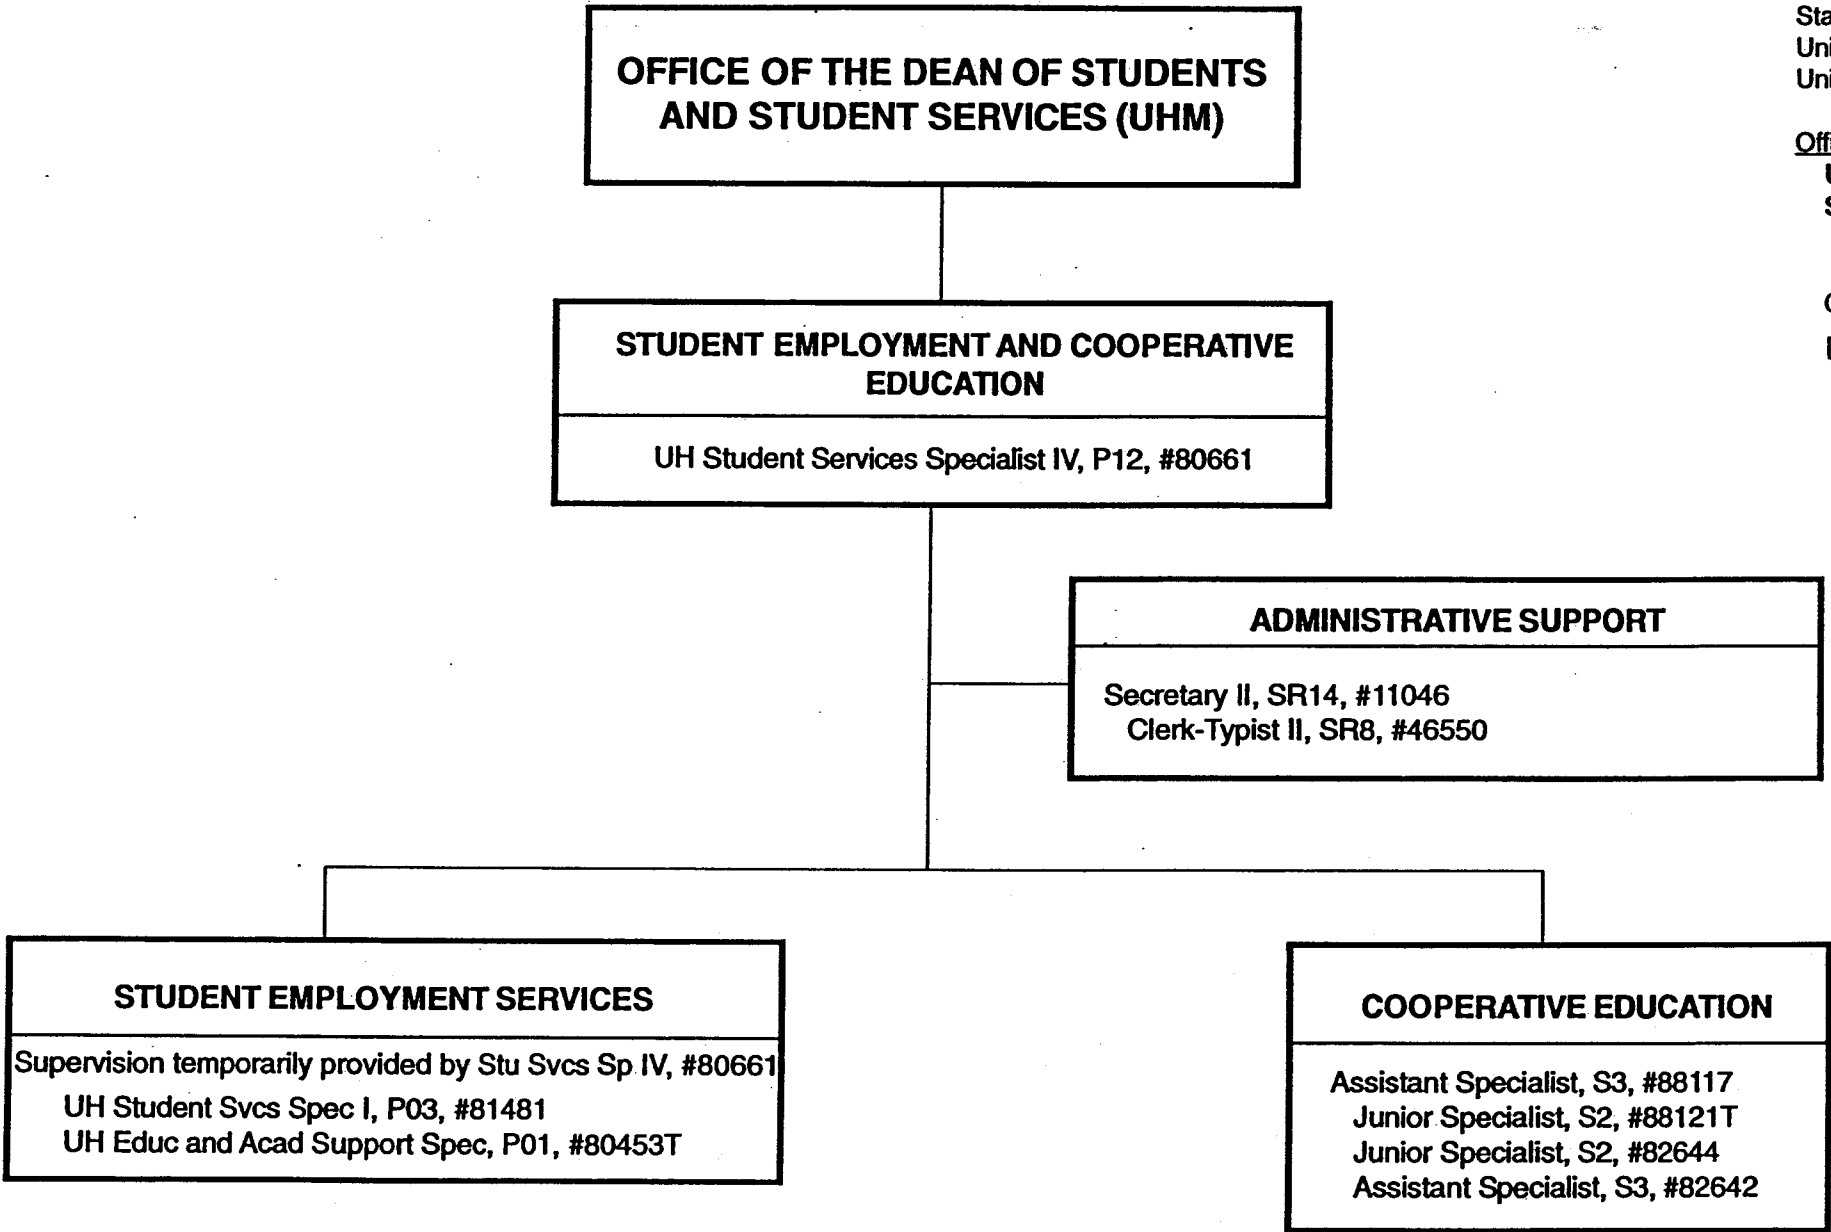 OFFICE OF THE DEAN OF STUDENTS
AND STUDENT SERVICES (UHM)
STUDENT EMPLOYMENT AND COOPERATIVE
EDUCATION
UH Student Services Specialist IV, P12, #80661
ADMINISTRATIVE SUPPORT
Secretary II, SR14, #11046
Clerk-Typist II, SR8, #46550
STUDENT EMPLOYMENT SERVICES
Supervision temporarily provided by Stu Svcs Sp IV, #80661
UH Student Svcs Spec I, P03, #81481
UH Educ and Acad Support Spec, P01, #80453T
COOPERATIVE EDUCATION
Assistant Specialist, S3, #88117
Junior Specialist, S2, #88121T
Junior Specialist, S2, #82644
Assistant Specialist, S3, #82642